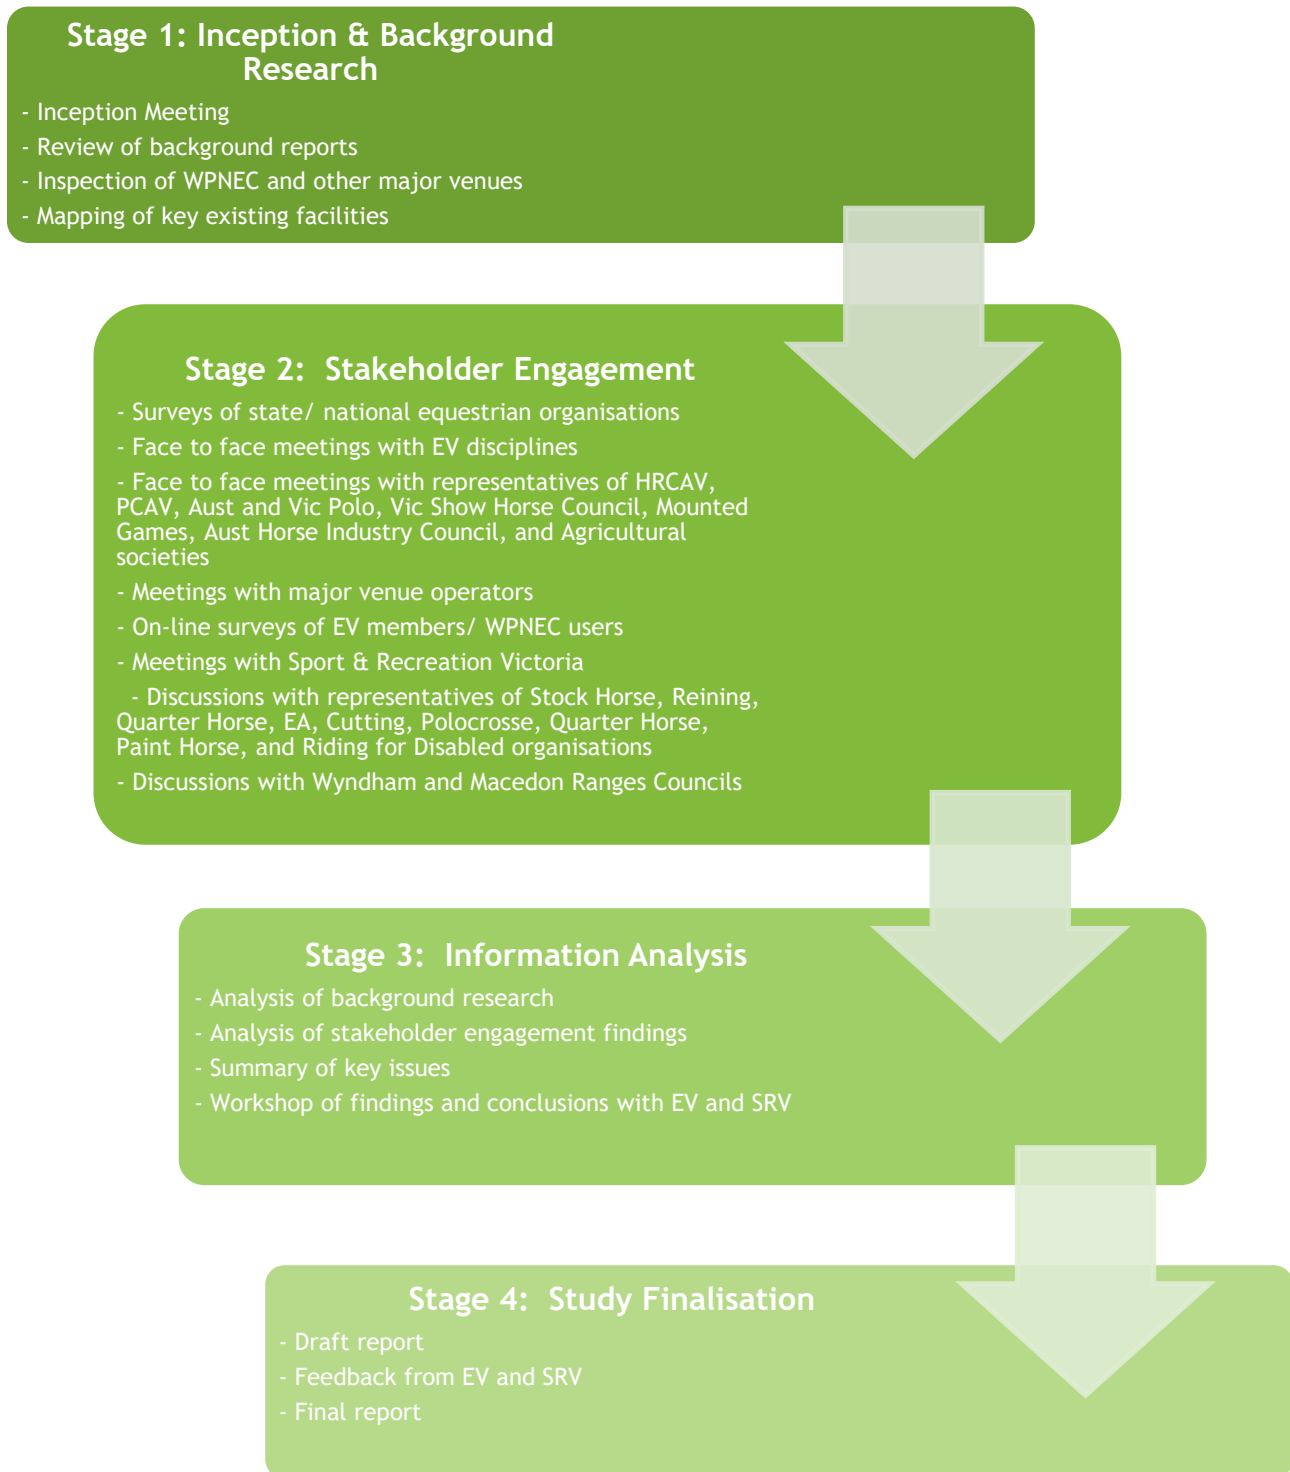 Stage 1: Inception & Background
Research
- Inception Meeting
- Review of background reports
- Inspection of WPNEC and other major venues
- Mapping of key existing facilities
Stage 2:  Stakeholder Engagement
- Surveys of state/ national equestrian organisations
- Face to face meetings with EV disciplines
- Face to face meetings with representatives of HRCAV,
PCAV, Aust and Vic Polo, Vic Show Horse Council, Mounted
Games, Aust Horse Industry Council, and Agricultural
societies
- Meetings with major venue operators
- On-line surveys of EV members/ WPNEC users
- Meetings with Sport & Recreation Victoria
- Discussions with representatives of Stock Horse, Reining,
Quarter Horse, EA, Cutting, Polocrosse, Quarter Horse,
Paint Horse, and Riding for Disabled organisations
- Discussions with Wyndham and Macedon Ranges Councils
Stage 3:  Information Analysis
- Analysis of background research
- Analysis of stakeholder engagement findings
- Summary of key issues
- Workshop of findings and conclusions with EV and SRV
Stage 4:  Study Finalisation
- Draft report
- Feedback from EV and SRV
- Final report